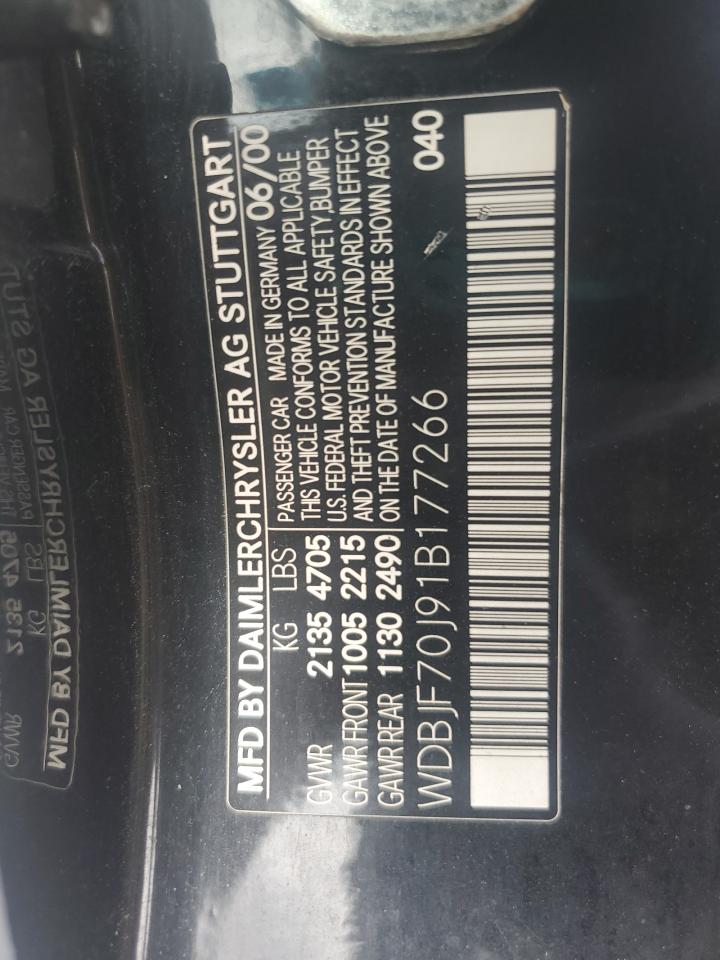 MFD BY DAIMLERCHRYSLER AG STUTTGART
KG LBS PASSENGER CAR MADE IN GERMANY 06/00
GVWR 2135 4705 THIS VEHICLE CONFORMS TO ALL APPLICABLE
U.S. FEDERAL MOTOR VEHICLE SAFETY,BUMPER
GAWR FRONT 1005 2215 AND THEFT PREVENTION STANDARDS IN EFFECT
GAWR REAR 1130 2490 ON THE DATE OF MANUFACTURE SHOWN ABOVE
WDBJF70J91B177266 040